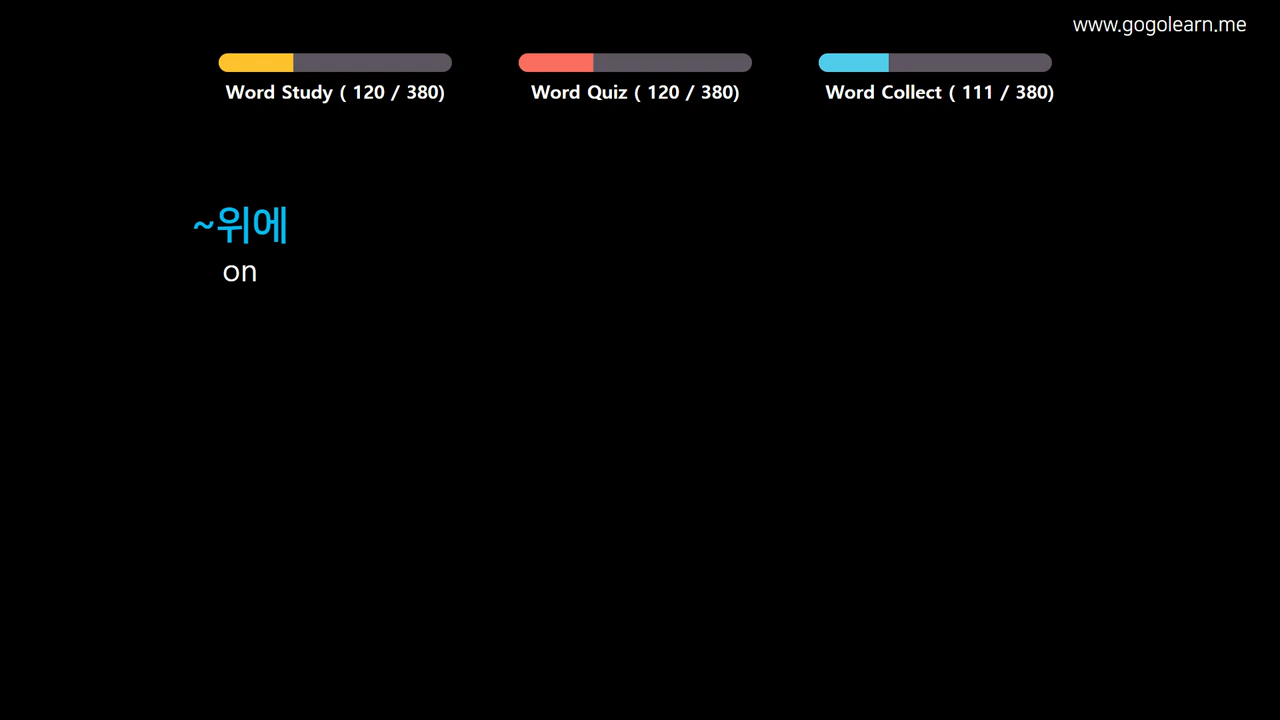 www.gogolearn.me
Word Study ( 120 / 380)
Word Quiz ( 120 / 380)
Word Collect ( 111 / 380)
~위에
on